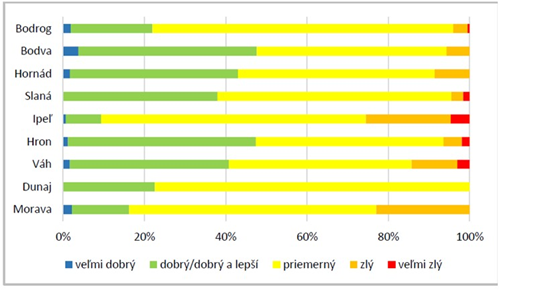 Bodrog
Bodva
Hornád
Slaná
Ipeľ
Hron
Váh
Dunaj
Morava
0% 20% 40% 60% 80% 100%
veľmi dobrý dobrý/dobrý a lepší priemerný zlý veľmi zlý